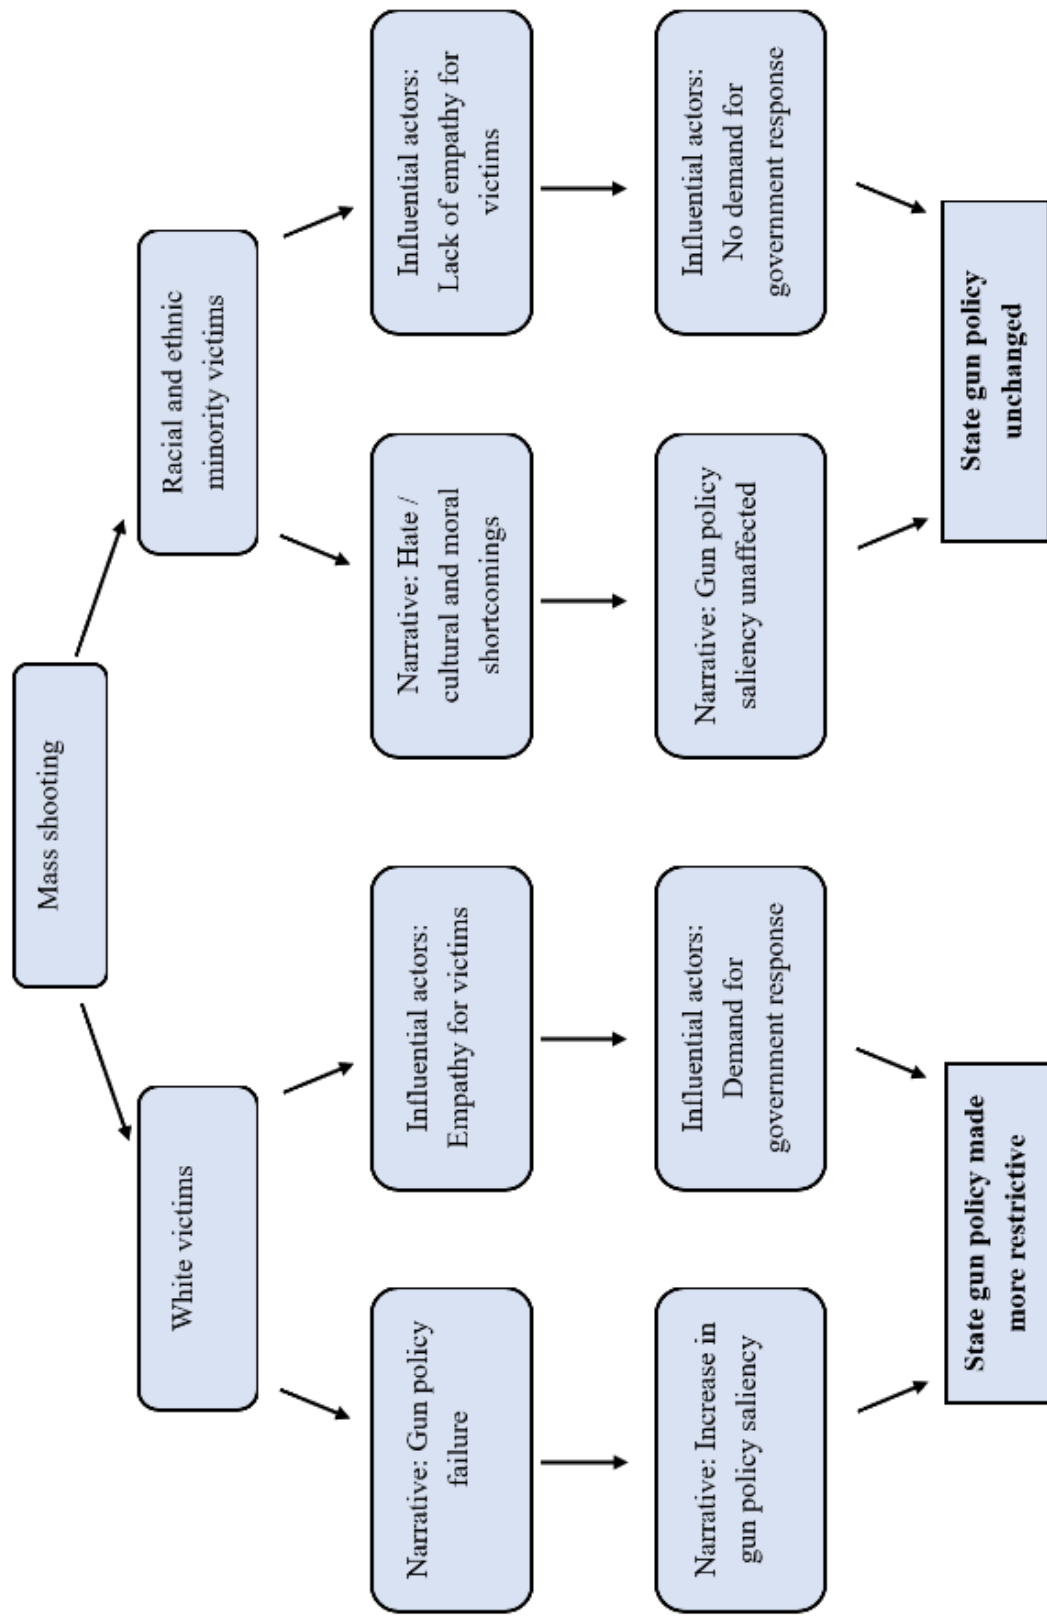 Mass shooting
White victims
Racial and ethnic
minority victims
Narrative: Gun policy
failure
Influential actors:
Empathy for victims
Narrative: Hate /
cultural and moral
shortcomings
Influential actors:
Lack of empathy for
victims
Narrative: Increase in
gun policy saliency
Influential actors:
Demand for
government response
Narrative: Gun policy
saliency unaffected
Influential actors:
No demand for
government response
State gun policy made
more restrictive
State gun policy
unchanged